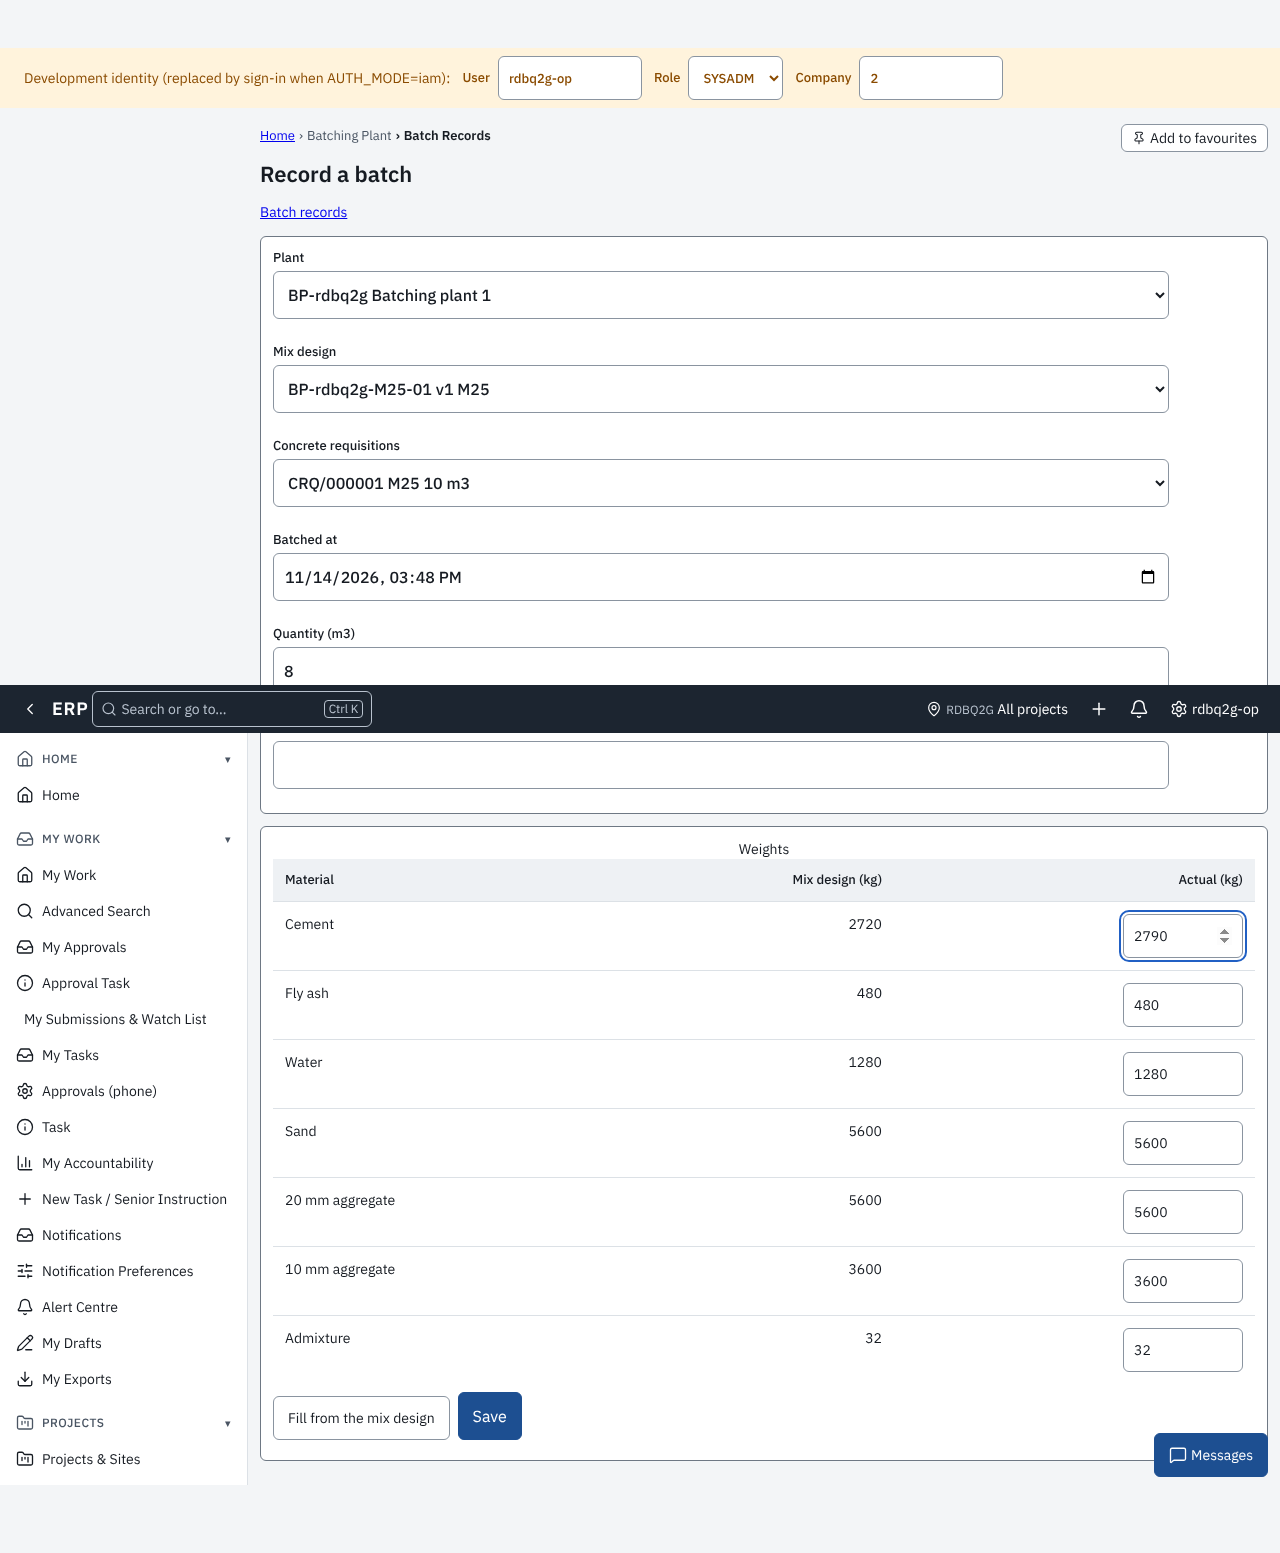 Development identity (replaced by sign-in when AUTH_MODE=iam): User rdbq2g-op Role SYSADM Company 2
Home › Batching Plant › Batch Records
Add to favourites
Record a batch
Batch records
Plant
BP-rdbq2g Batching plant 1
Mix design
BP-rdbq2g-M25-01 v1 M25
Concrete requisitions
CRQ/000001 M25 10 m3
Batched at
11/14/2026, 03:48 PM
Quantity (m3)
8
ERP Search or go to... Ctrl K RDBQ2G All projects rdbq2g-op
HOME
Home
MY WORK
My Work
Advanced Search
My Approvals
Approval Task
My Submissions & Watch List
My Tasks
Approvals (phone)
Task
My Accountability
New Task / Senior Instruction
Notifications
Notification Preferences
Alert Centre
My Drafts
My Exports
PROJECTS
Projects & Sites
Weights
Material Mix design (kg) Actual (kg)
Cement 2720 2790
Fly ash 480 480
Water 1280 1280
Sand 5600 5600
20 mm aggregate 5600 5600
10 mm aggregate 3600 3600
Admixture 32 32
Fill from the mix design Save
Messages